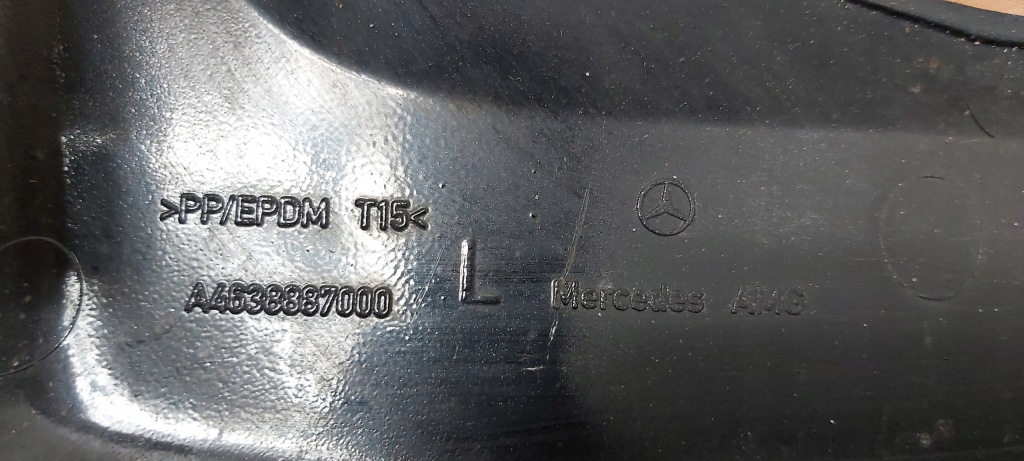 >PP/EPDM T15<
A4638887000
L
Mercedes AMG